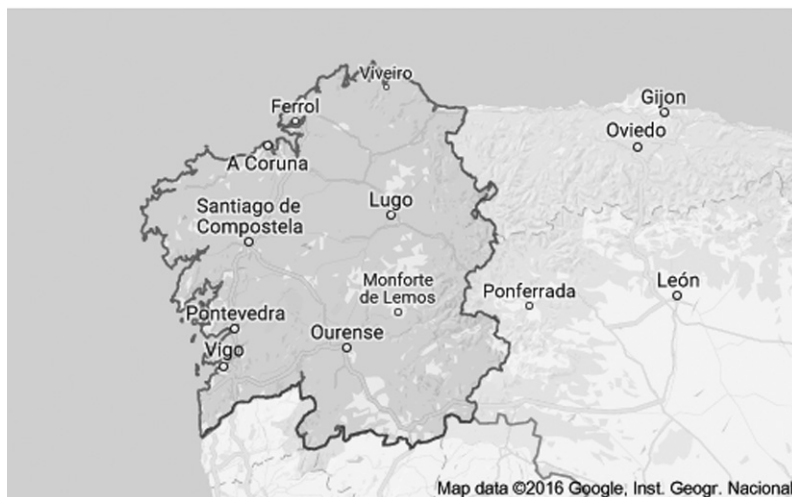 Viveiro
Ferrol
Gijon
Oviedo
A Coruna
Santiago de
Compostela
Lugo
Monforte
de Lemos
Ponferrada
León
Pontevedra
Ourense
Vigo
Map data ©2016 Google, Inst. Geogr. Nacional